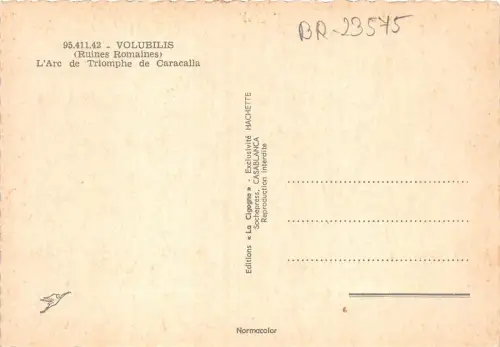 BR-23575
95.411.42 - VOLUBILIS
(Ruines Romaines)
L'Arc de Triomphe de Caracalla
Editions « La Cigogne » - Exclusivité HACHETTE
Sochepress, CASABLANCA
Reproduction interdite
6
Normacolor